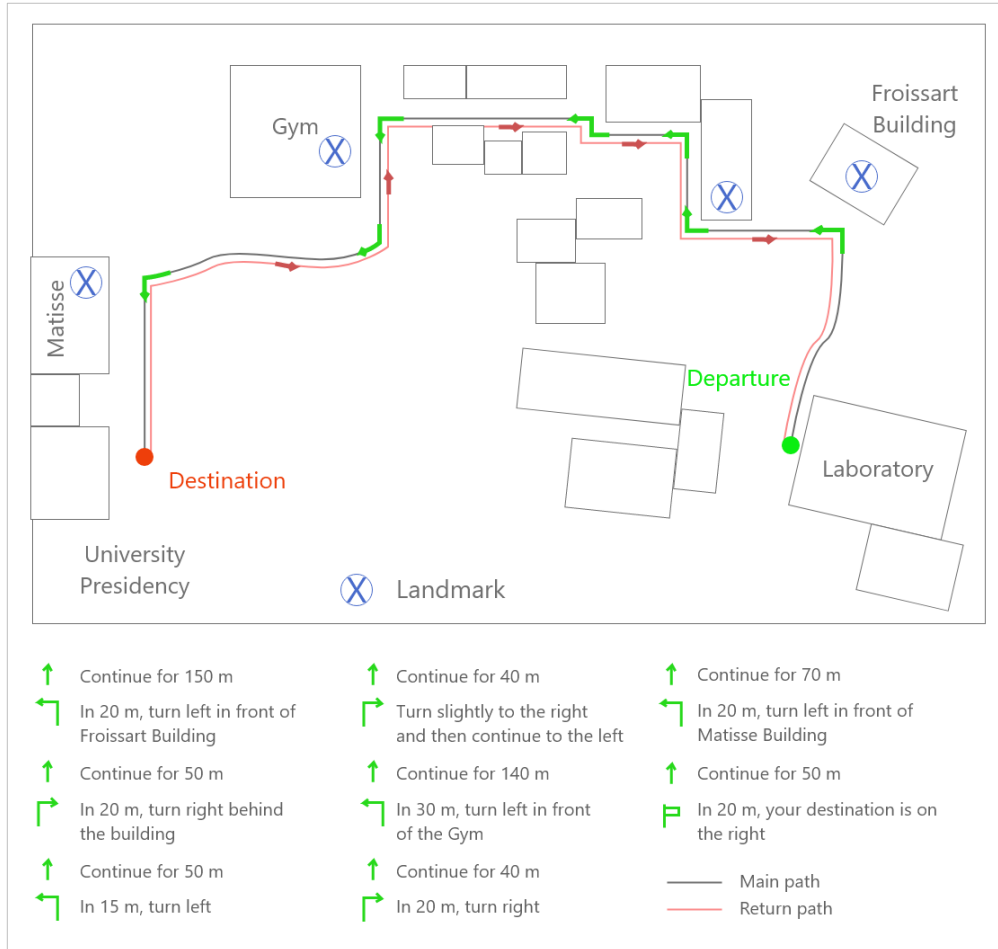 Froissart
Building
Gym
Matisse
Departure
Laboratory
Destination
University
Presidency
Landmark
Continue for 150 m
In 20 m, turn left in front of
Froissart Building
Continue for 50 m
In 20 m, turn right behind
the building
Continue for 50 m
In 15 m, turn left
Continue for 40 m
Turn slightly to the right
and then continue to the left
Continue for 140 m
In 30 m, turn left in front
of the Gym
Continue for 40 m
In 20 m, turn right
Continue for 70 m
In 20 m, turn left in front of
Matisse Building
Continue for 50 m
In 20 m, your destination is on
the right
Main path
Return path